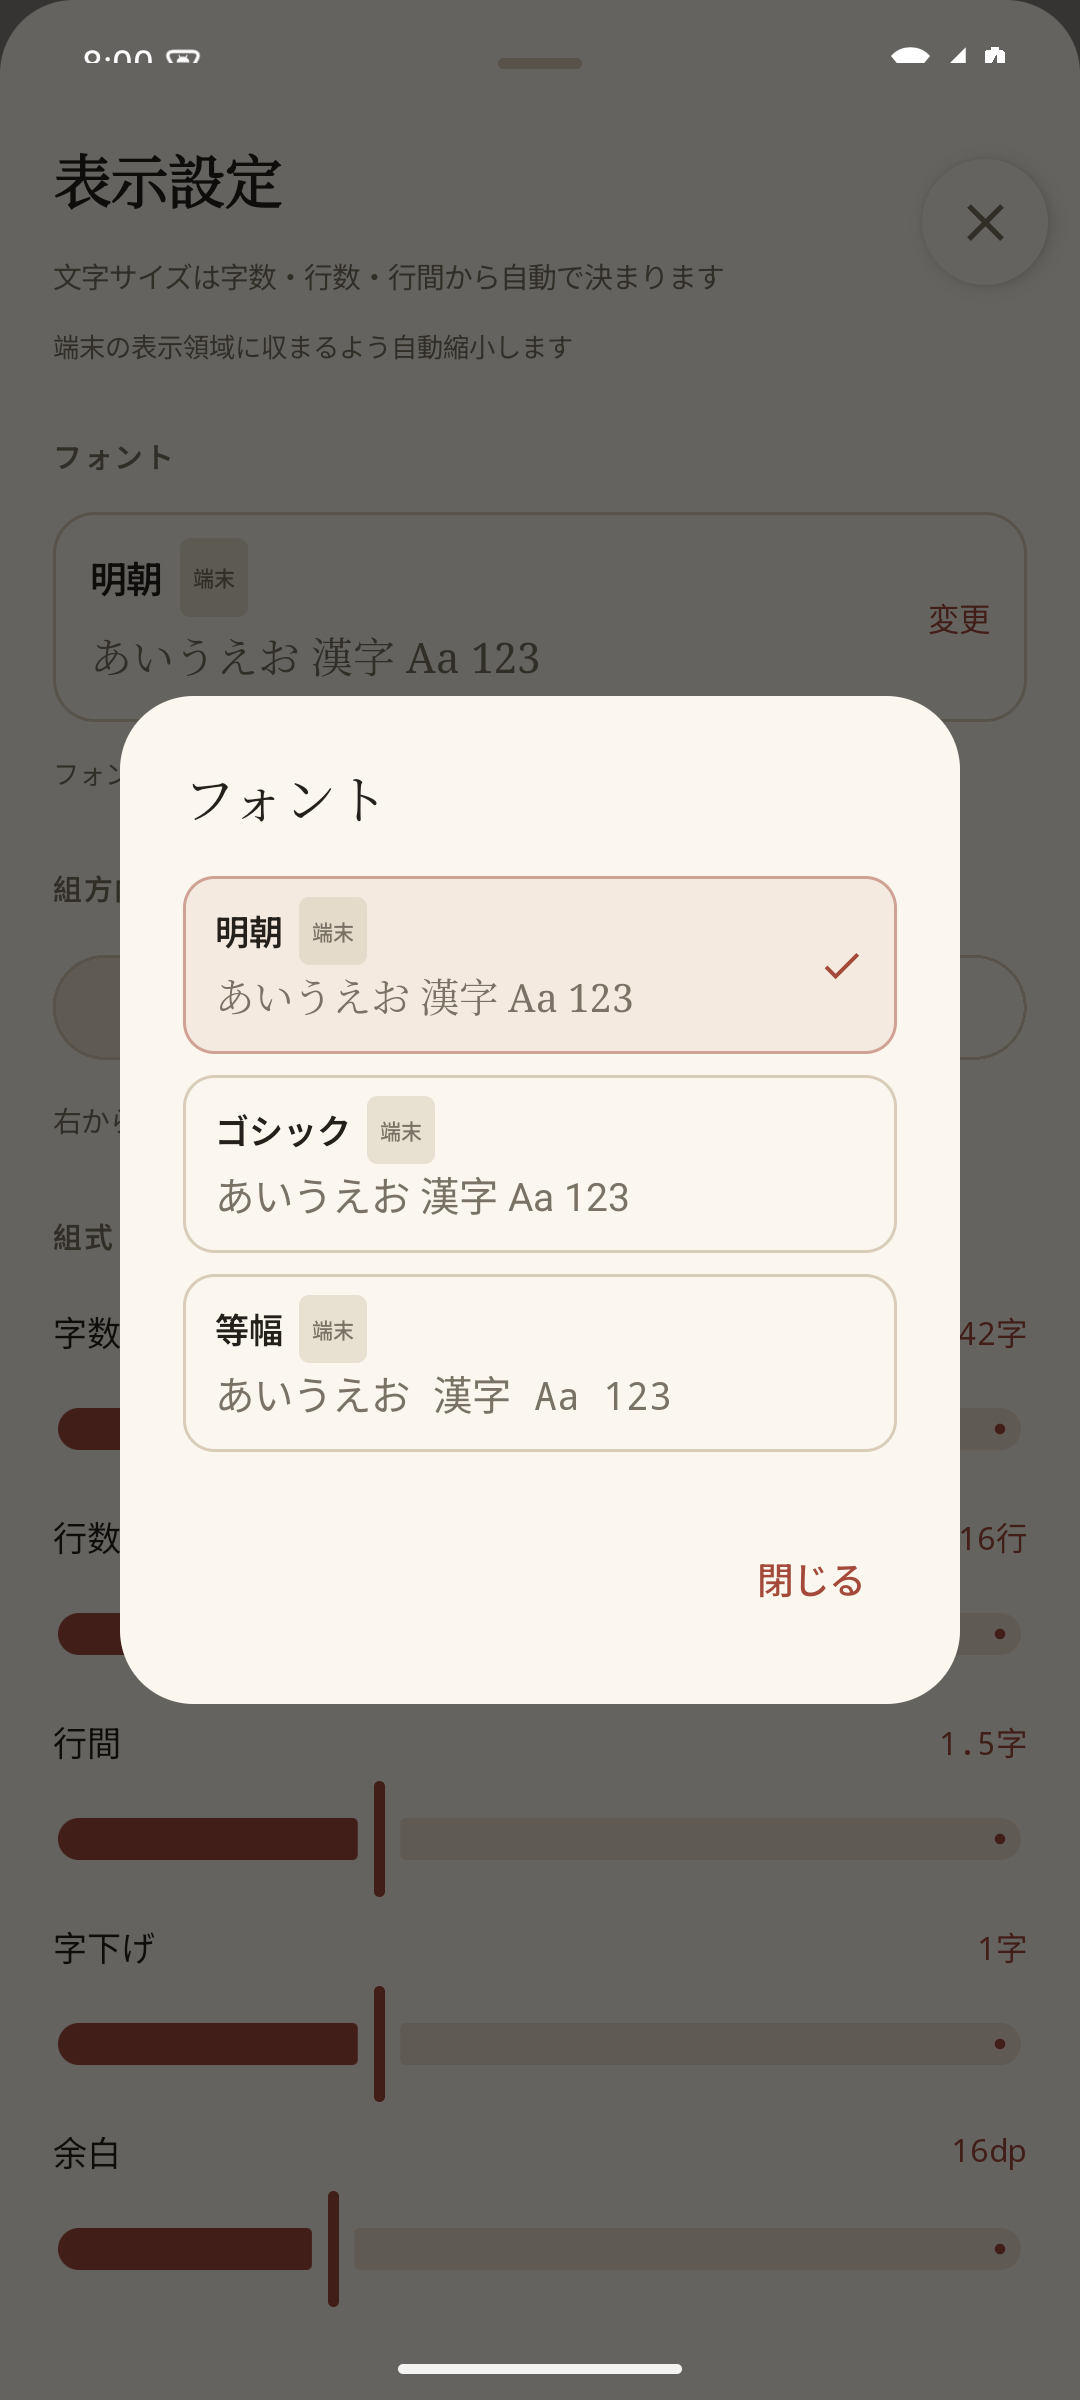 表示設定
文字サイズは字数・行数・行間から自動で決まります
端末の表示領域に収まるよう自動縮小します
フォント
明朝 端末
あいうえお 漢字 Aa 123
変更
フォント
明朝 端末
あいうえお 漢字 Aa 123
ゴシック 端末
あいうえお 漢字 Aa 123
等幅 端末
あいうえお 漢字 Aa 123
閉じる
組方
右から
組式
字数 42字
行数 16行
行間 1.5字
字下げ 1字
余白 16dp